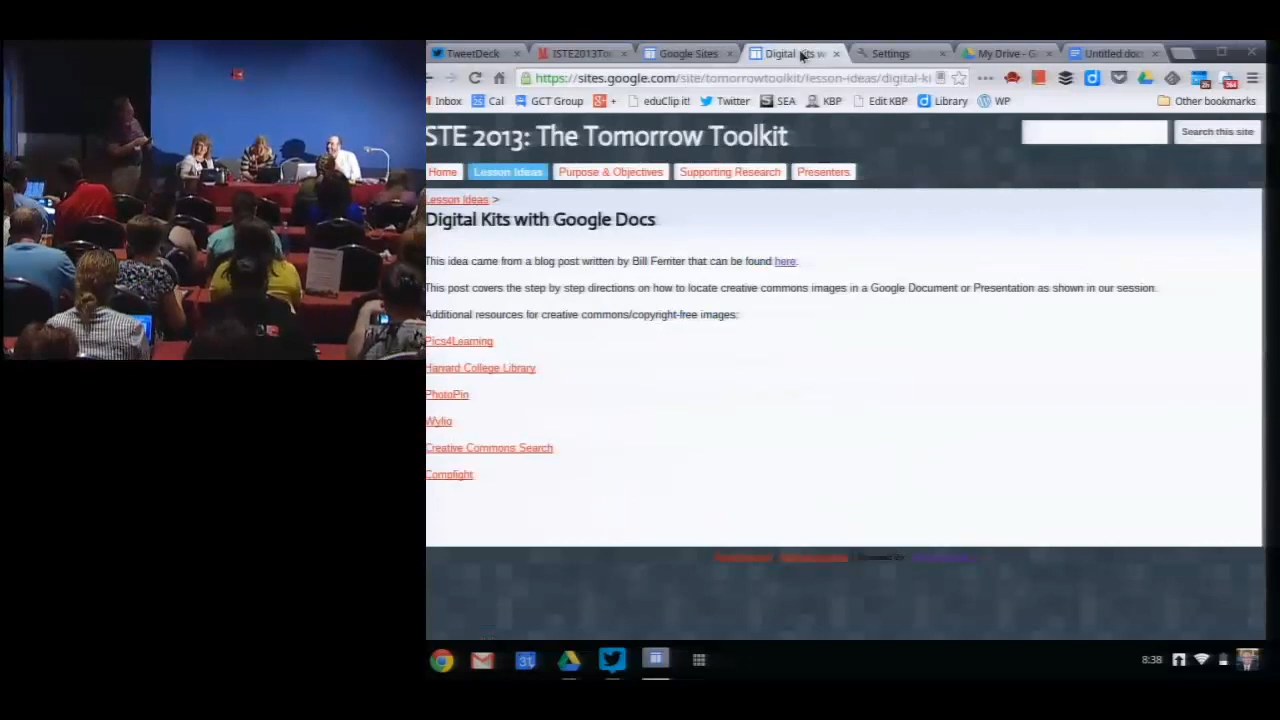 TweetDeck
ISTE2013To
Google Sites
Digital Kits w
Settings
My Drive - G
Untitled doc
https://sites.google.com/site/tomorrowtoolkit/lesson-ideas/digital-ki
Inbox
Cal
GCT Group
+
eduClip it!
Twitter
SEA
KBP
Edit KBP
Library
WP
Other bookmarks
ISTE 2013: The Tomorrow Toolkit
Search this site
Home
Lesson Ideas
Purpose & Objectives
Supporting Research
Presenters
Lesson Ideas >
Digital Kits with Google Docs
This idea came from a blog post written by Bill Ferriter that can be found here.
This post covers the step by step directions on how to locate creative commons images in a Google Document or Presentation as shown in our session.
Additional resources for creative commons/copyright-free images:
Pics4Learning
Harvard College Library
PhotoPin
Wylio
Creative Commons Search
Compfight
8:38